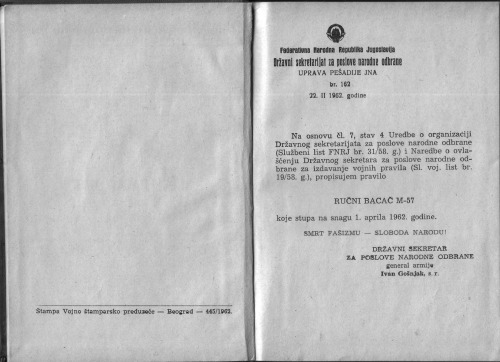 Štampa Vojno štamparsko preduzeće — Beograd — 445/1962.
Federativna Narodna Republika Jugoslavija
Državni sekretarijat za poslove narodne odbrane
UPRAVA PEŠADIJE JNA
br. 162
22. II 1962. godine
Na osnovu čl. 7, stav 4 Uredbe o organizaciji
Državnog sekretarijata za poslove narodne odbrane
(Službeni list FNRJ br. 31/58. g.) i Naredbe o ovla-
šćenju Državnog sekretara za poslove narodne od-
brane za izdavanje vojnih pravila (Sl. voj. list br.
19/58. g.), propisujem pravilo
RUČNI BACAČ M-57
koje stupa na snagu 1. aprila 1962. godine.
SMRT FAŠIZMU — SLOBODA NARODU!
DRŽAVNI SEKRETAR
ZA POSLOVE NARODNE ODBRANE
general armije
Ivan Gošnjak, s. r.